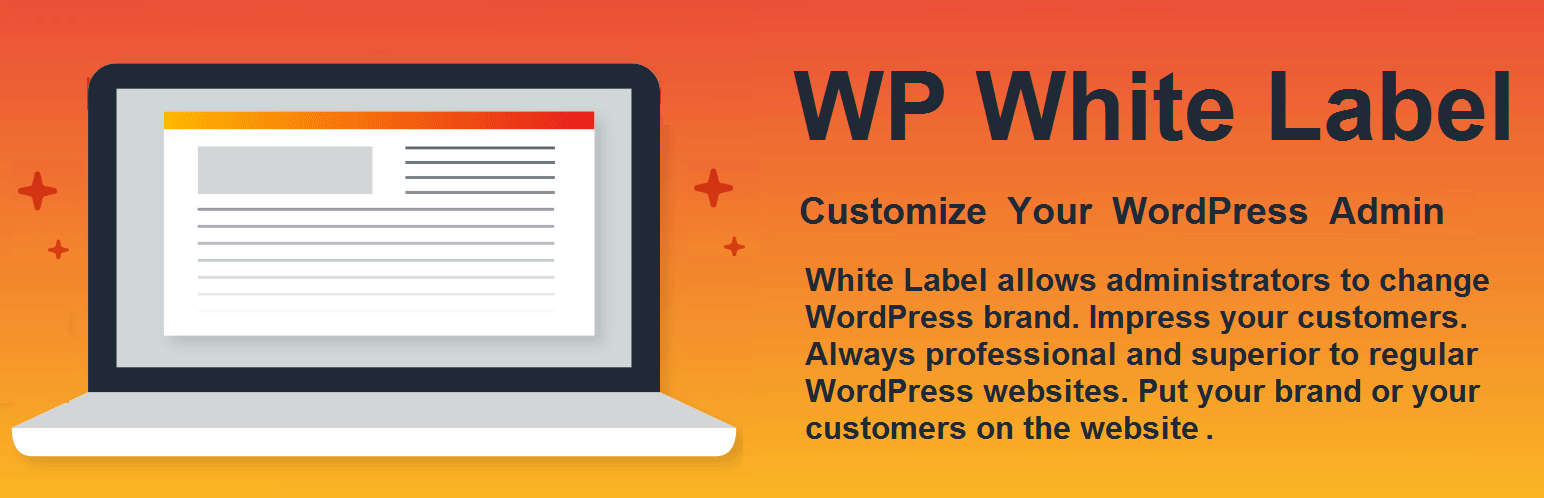 WP White Label
Customize Your WordPress Admin
White Label allows administrators to change
WordPress brand. Impress your customers.
Always professional and superior to regular
WordPress websites. Put your brand or your
customers on the website .